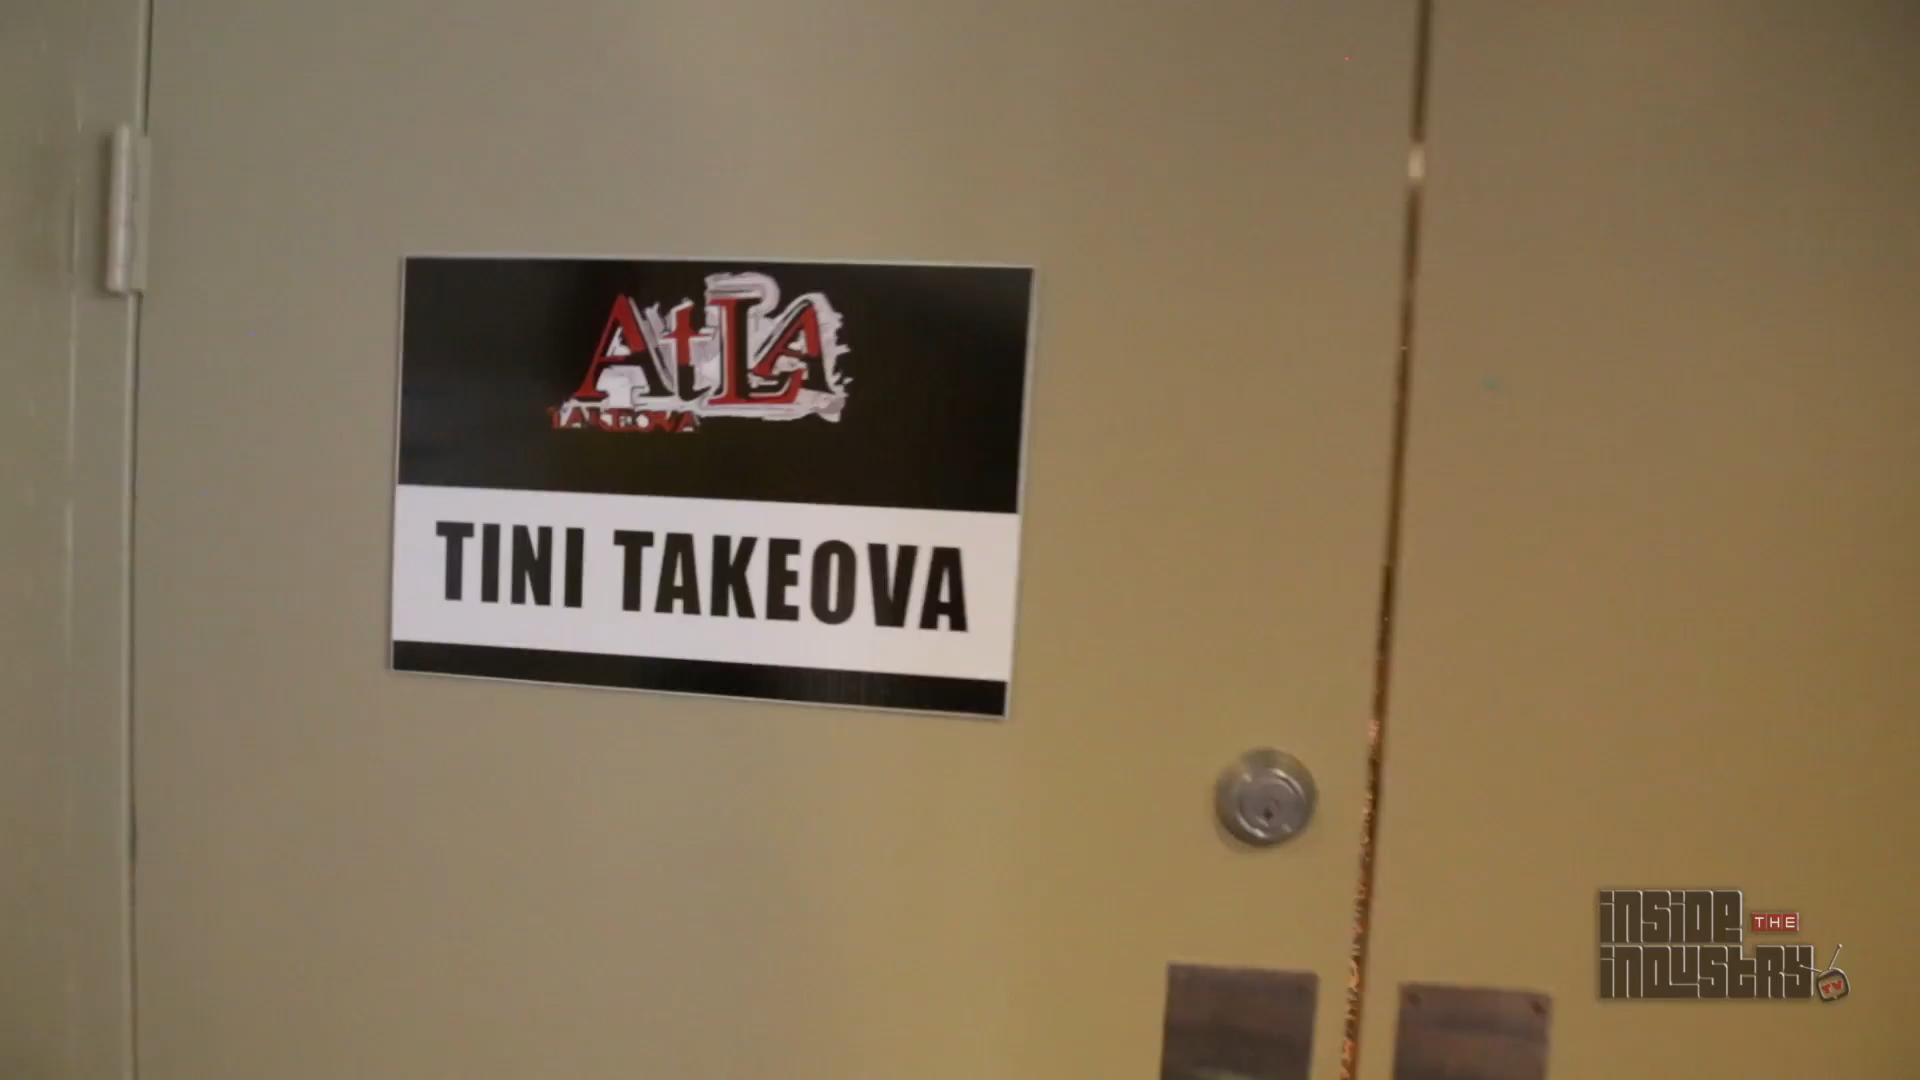 AtLA
TAKEOVA
TINI TAKEOVA
INSIDE THE
INDUSTRY
TV